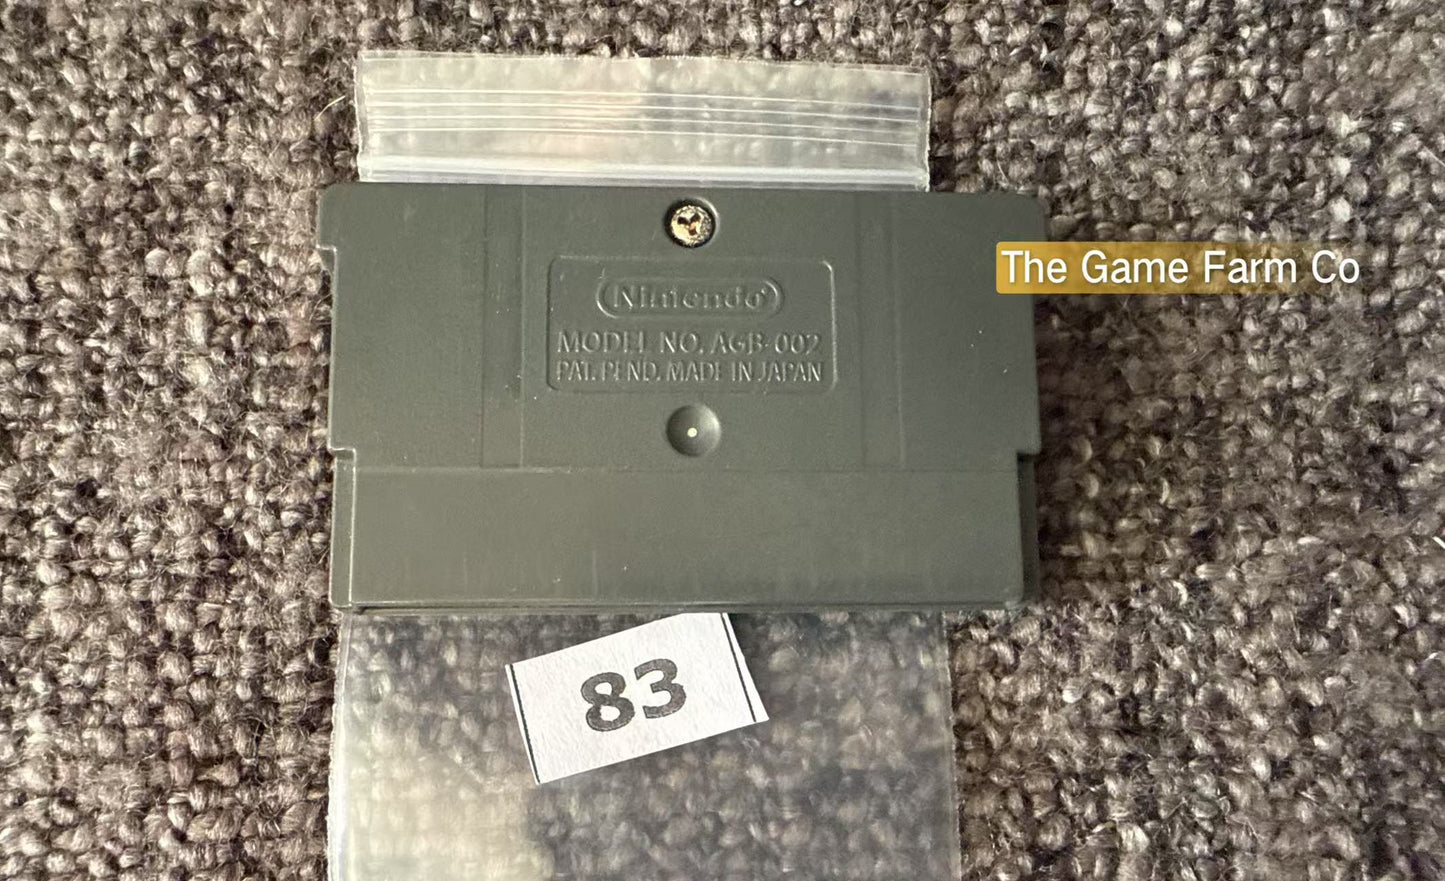 The Game Farm Co
Nintendo®
MODEL NO. AGB-002
PAT. PEND. MADE IN JAPAN
83